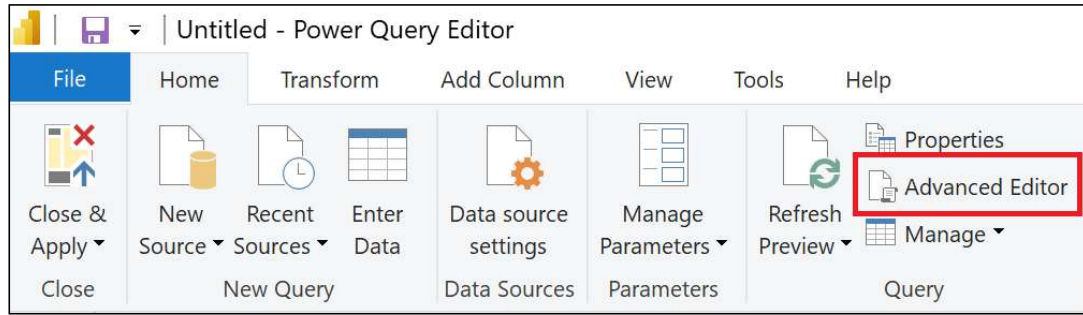 Untitled - Power Query Editor
File Home Transform Add Column View Tools Help
Close &
Apply
Close
New
Source
Recent
Sources
Enter
Data
New Query
Data source
settings
Data Sources
Manage
Parameters
Parameters
Refresh
Preview
Properties
Advanced Editor
Manage
Query